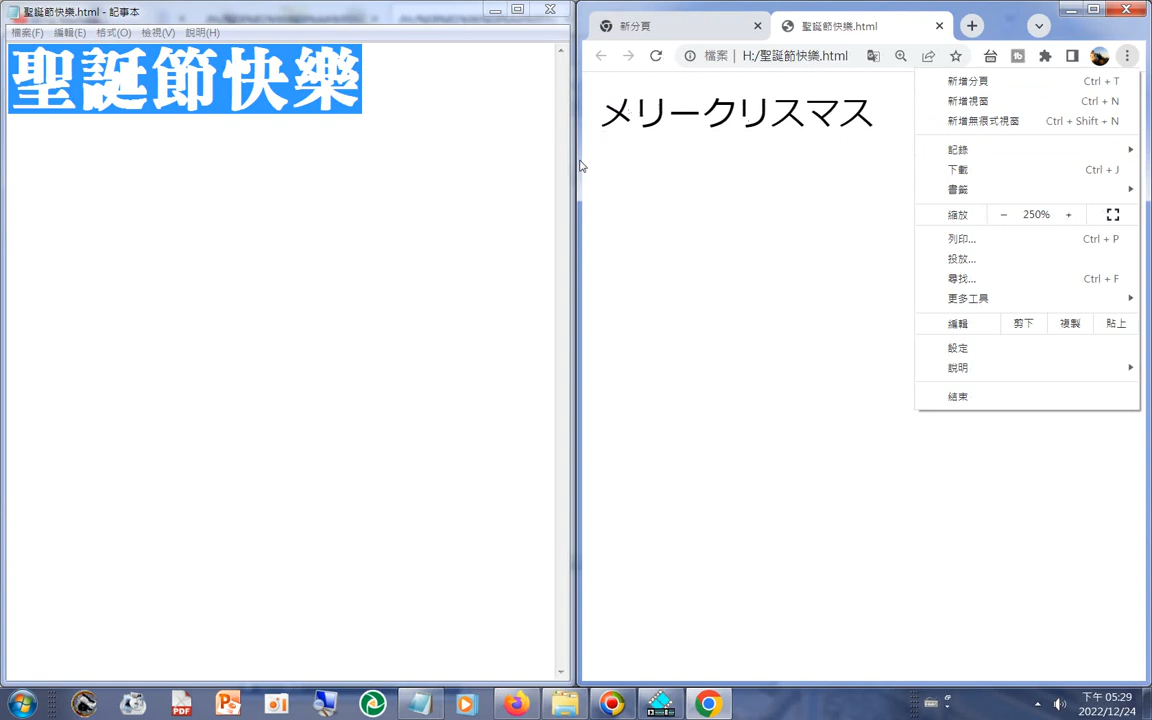 聖誕節快樂.html - 記事本
檔案(F) 編輯(E) 格式(O) 檢視(V) 說明(H)
聖誕節快樂
新分頁
聖誕節快樂.html
檔案 H:/聖誕節快樂.html
メリークリスマス
新增分頁 Ctrl + T
新增視窗 Ctrl + N
新增無痕式視窗 Ctrl + Shift + N
記錄
下載 Ctrl + J
書籤
縮放 − 250% +
列印... Ctrl + P
投放...
尋找... Ctrl + F
更多工具
編輯 剪下 複製 貼上
設定
說明
結束
PDF
下午 05:29
2022/12/24